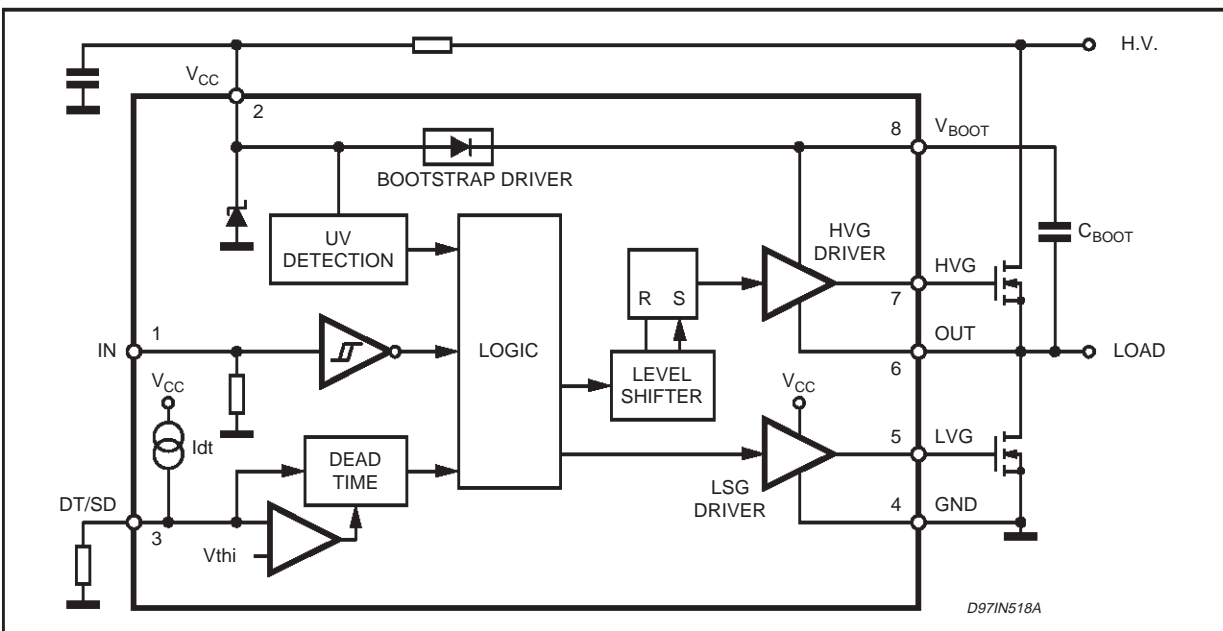 H.V.
VCC
2
8
VBOOT
BOOTSTRAP DRIVER
UV
DETECTION
HVG
DRIVER
CBOOT
HVG
R S
7
1
IN
LOGIC
OUT
LOAD
6
LEVEL
SHIFTER
VCC
VCC
Idt
5
LVG
DEAD
TIME
LSG
DRIVER
4
GND
DT/SD
3
Vthi
D97IN518A